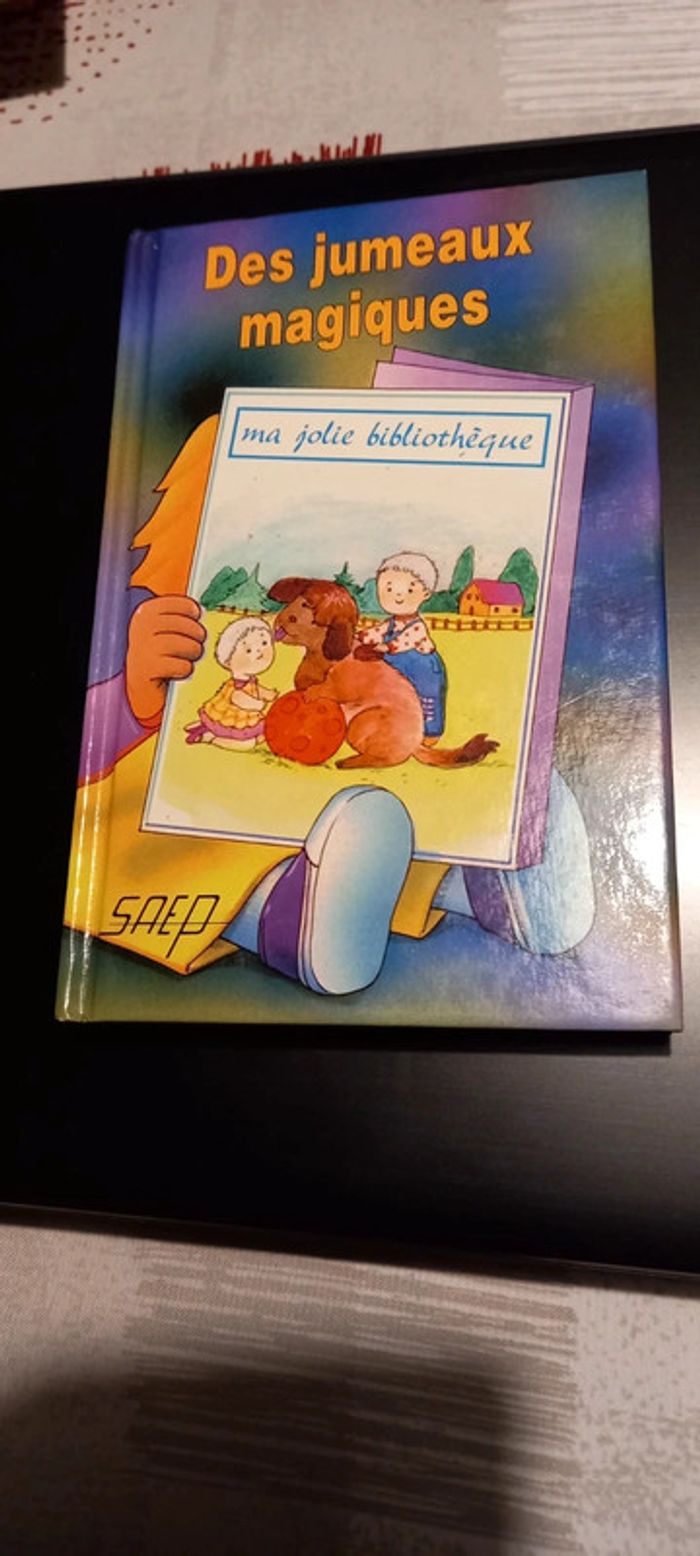 Des jumeaux
magiques
ma jolie bibliothèque
SAEP